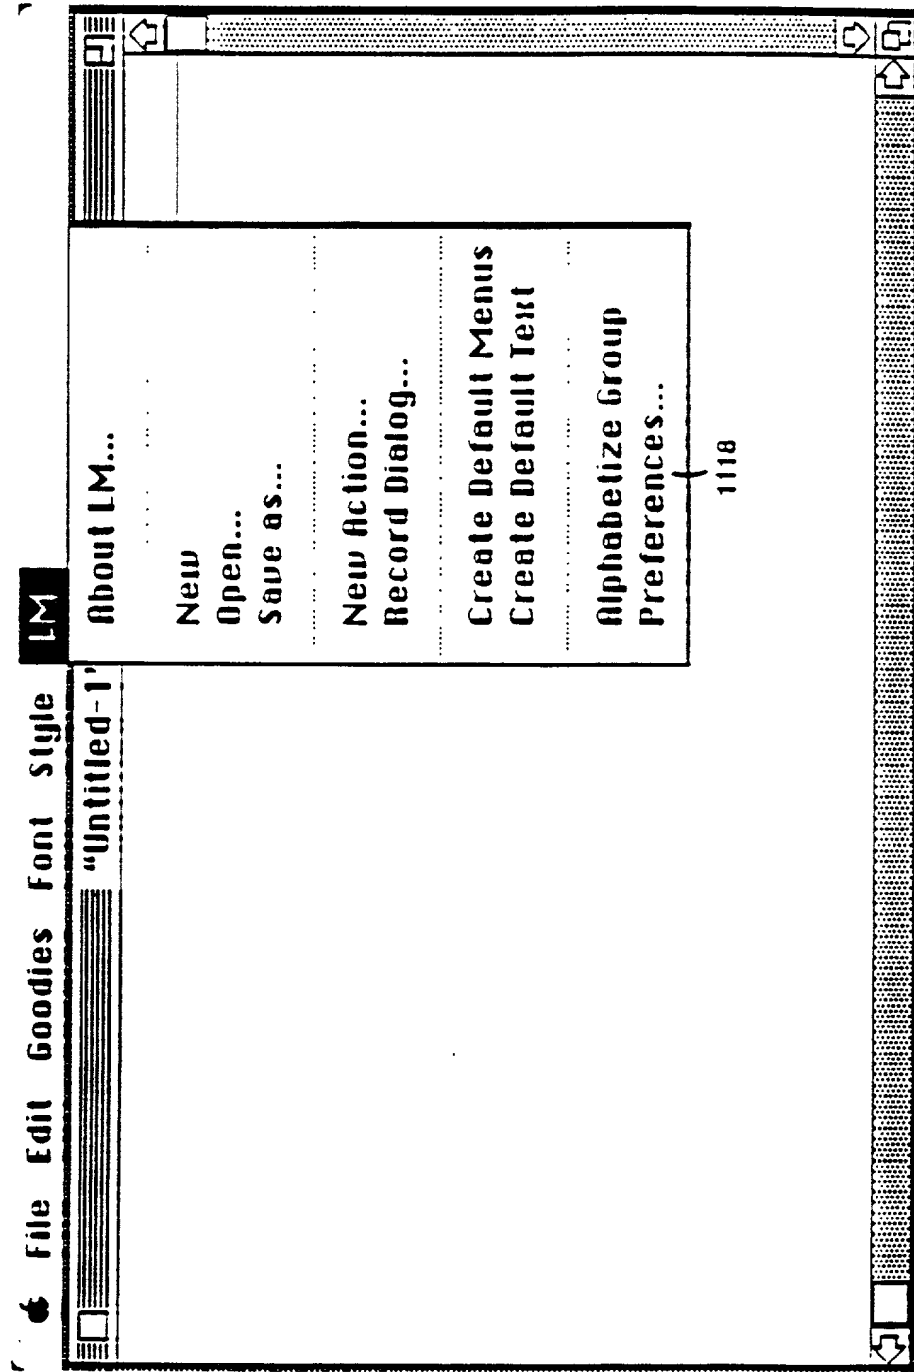 File Edit Goodies Font Style LM
“Untitled-1”
About LM...
New
Open...
Save as...
New Action...
Record Dialog...
Create Default Menus
Create Default Text
Alphabetize Group
Preferences...
1118